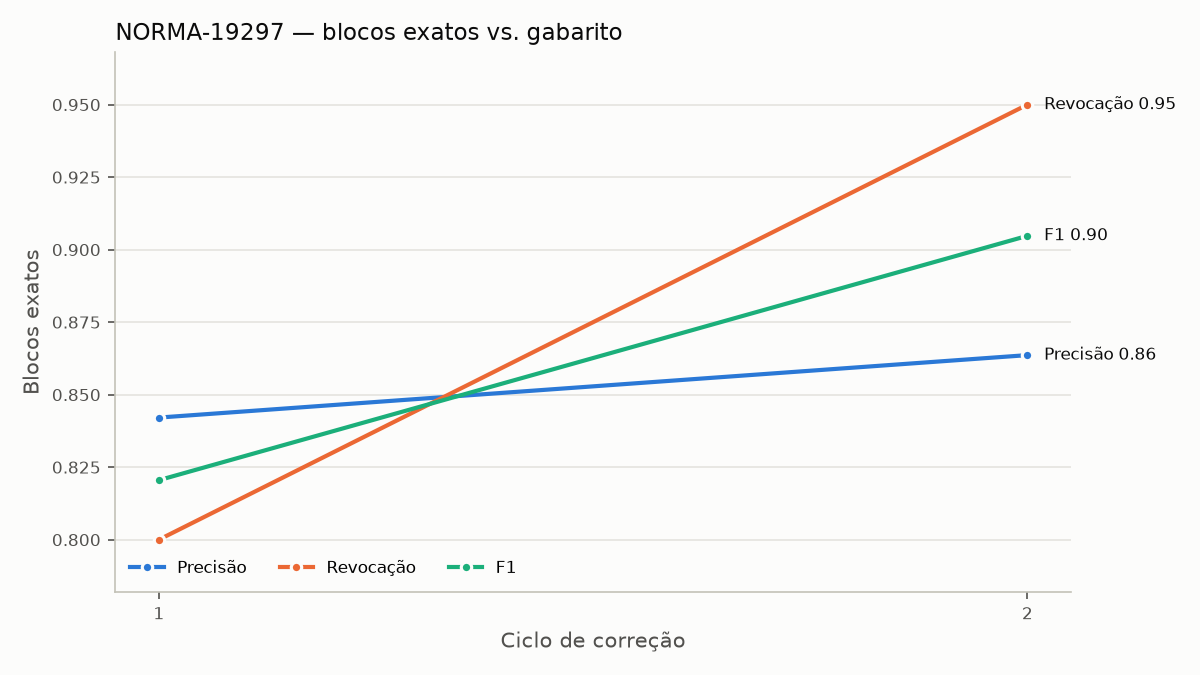 NORMA-19297 — blocos exatos vs. gabarito
Blocos exatos
0.950
0.925
0.900
0.875
0.850
0.825
0.800
Revocação 0.95
F1 0.90
Precisão 0.86
Precisão
Revocação
F1
1
2
Ciclo de correção